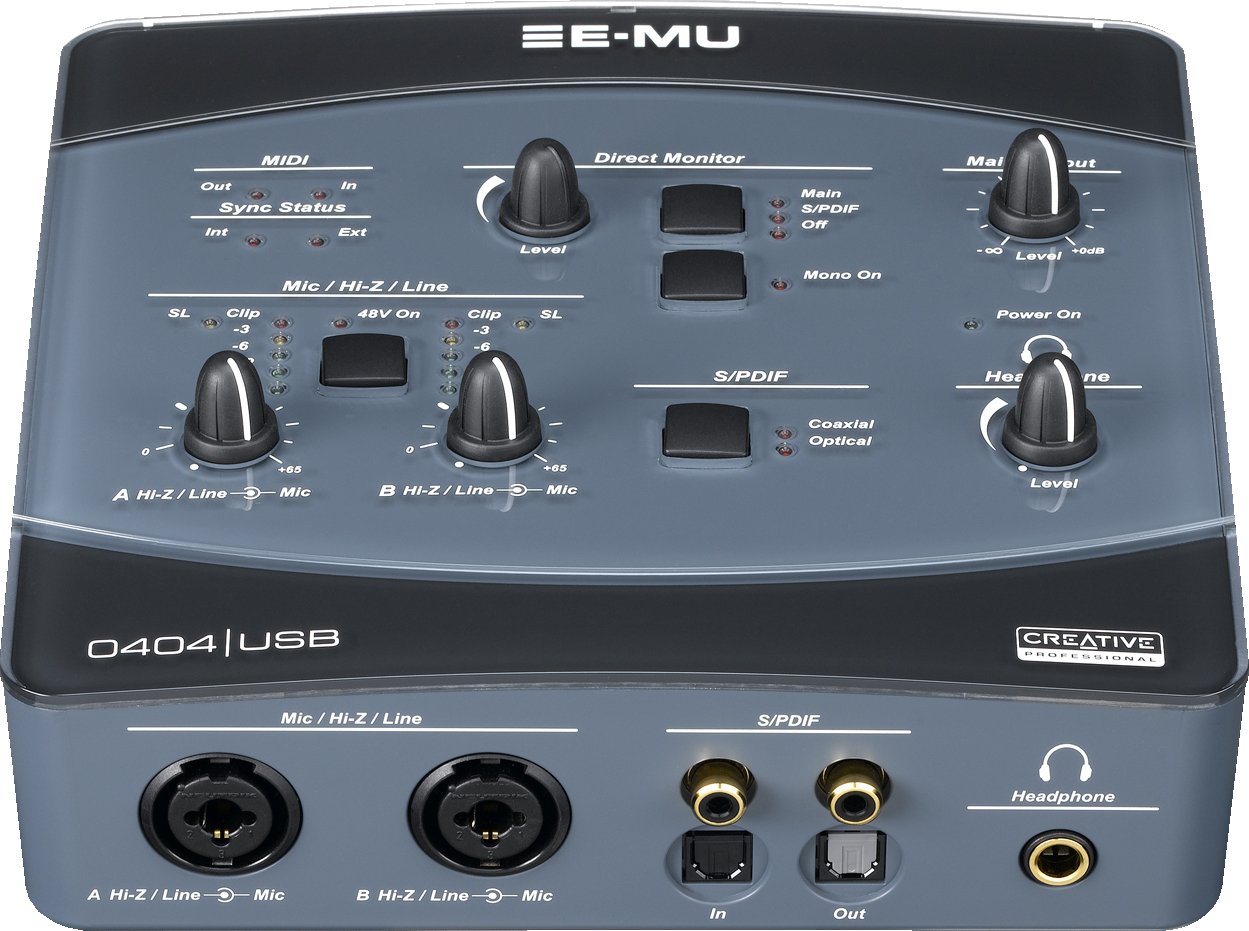 E-MU
MIDI
Out In
Sync Status
Int Ext
Direct Monitor
Level
Main
S/PDIF
Off
Mono On
Level
-∞ +0dB
Power On
Mic / Hi-Z / Line
SL Clip 48V On Clip SL
-3 -3
-6 -6
0 +65 0 +65
A Hi-Z / Line Mic B Hi-Z / Line Mic
S/PDIF
Coaxial
Optical
Level
0404|USB
CREATIVE
PROFESSIONAL
Mic / Hi-Z / Line
S/PDIF
Headphone
NEUTRIK NEUTRIK
A Hi-Z / Line Mic B Hi-Z / Line Mic
In Out